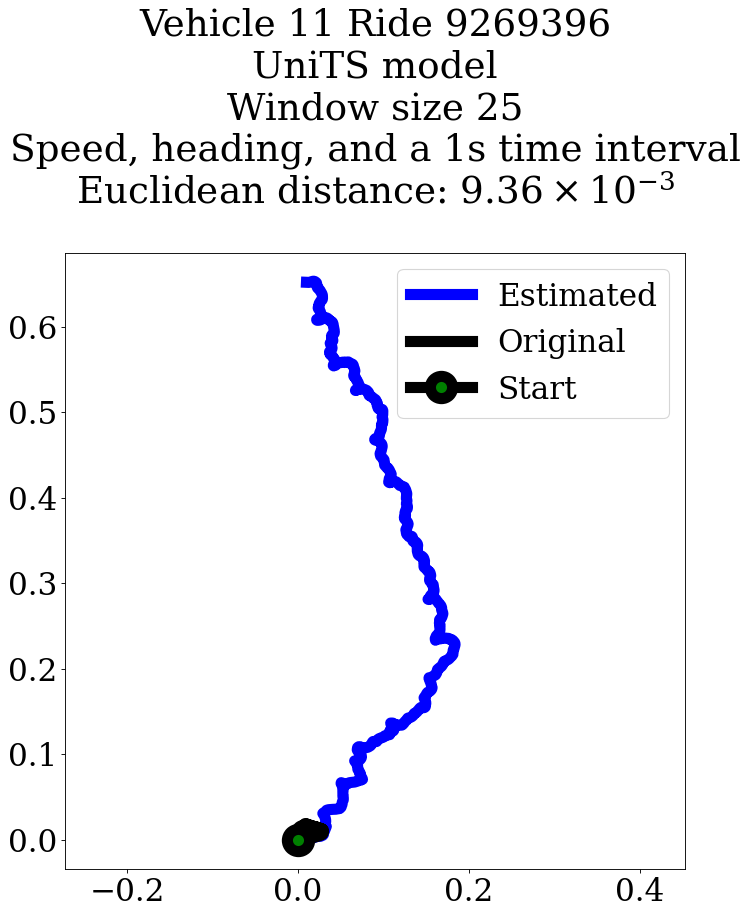 Vehicle 11 Ride 9269396
UniTS model
Window size 25
Speed, heading, and a 1s time interval
Euclidean distance: 9.36 × 10⁻³
Estimated
Original
Start
0.6
0.5
0.4
0.3
0.2
0.1
0.0
−0.2 0.0 0.2 0.4